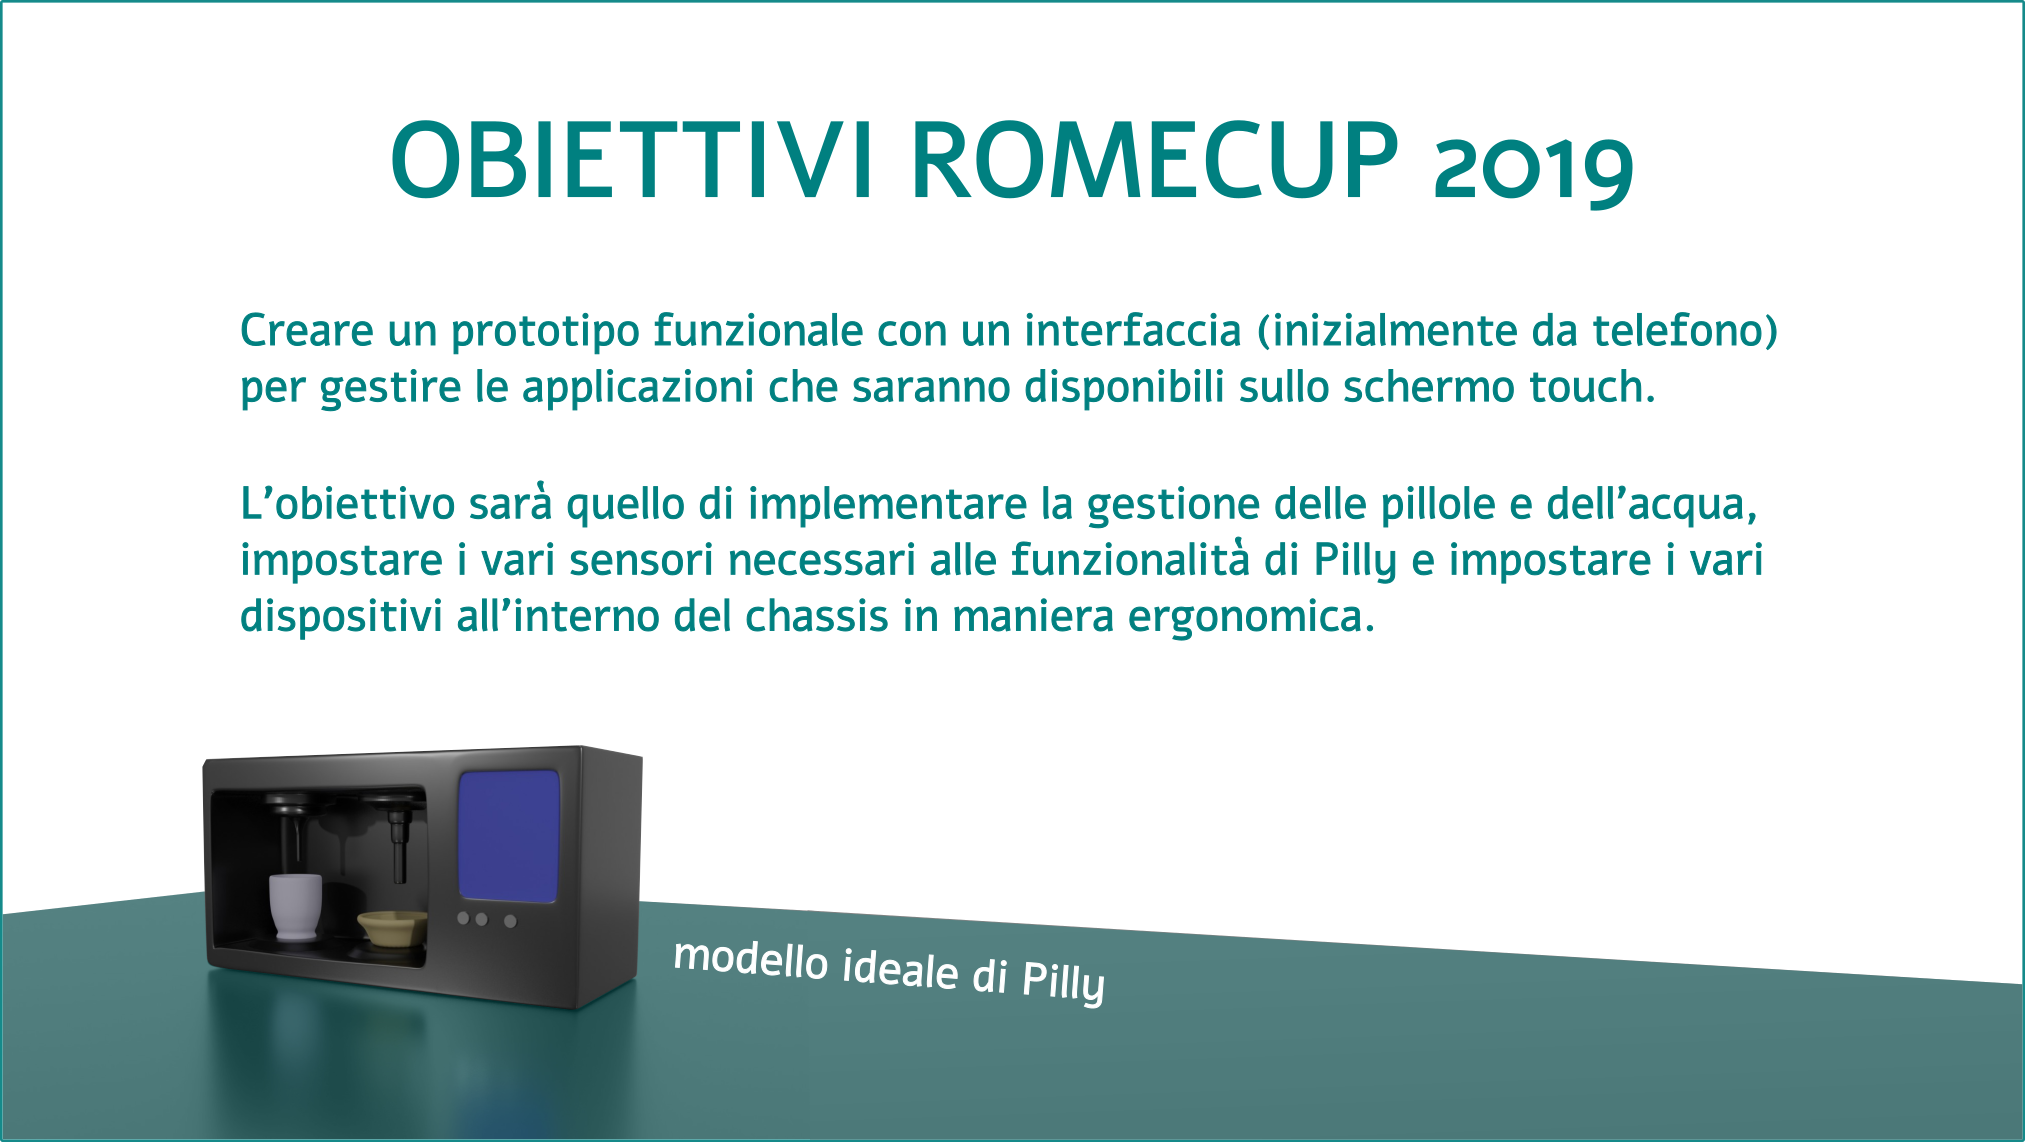 OBIETTIVI ROMECUP 2019
Creare un prototipo funzionale con un interfaccia (inizialmente da telefono)
per gestire le applicazioni che saranno disponibili sullo schermo touch.
L’obiettivo sarà quello di implementare la gestione delle pillole e dell’acqua,
impostare i vari sensori necessari alle funzionalità di Pilly e impostare i vari
dispositivi all’interno del chassis in maniera ergonomica.
modello ideale di Pilly